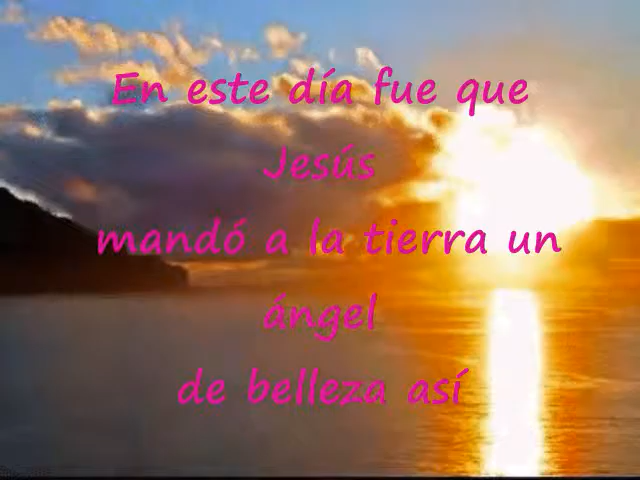 En este día fue que
Jesús
mandó a la tierra un
ángel
de belleza así